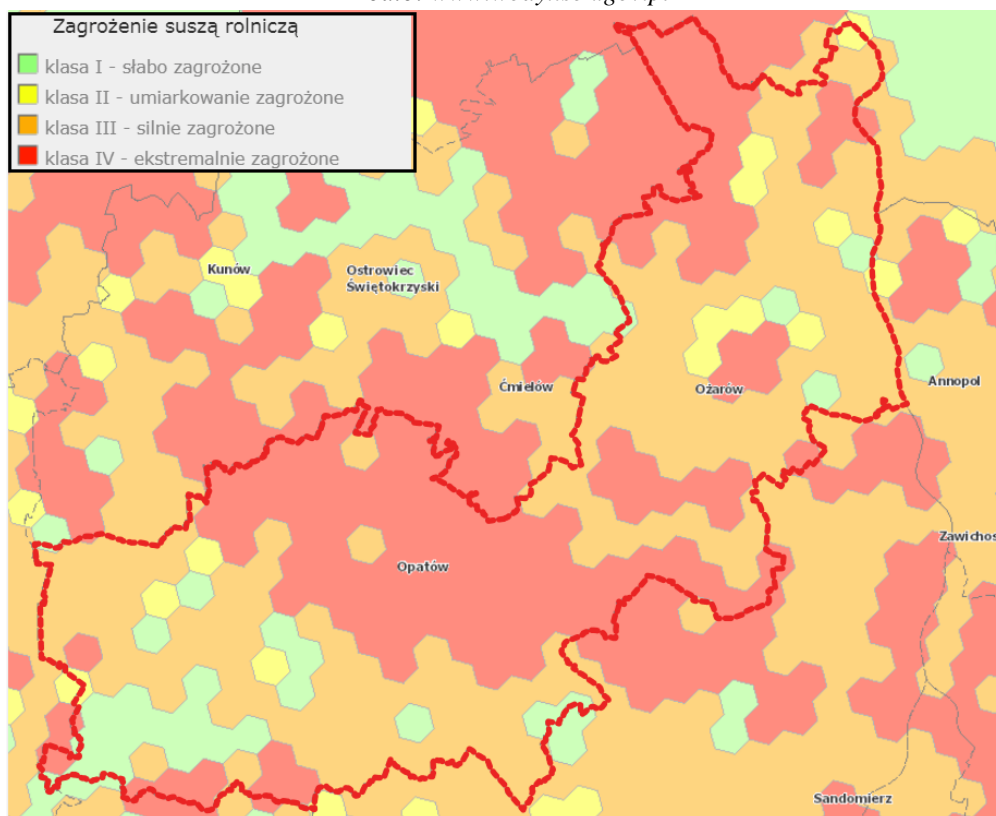 Zagrożenie suszą rolniczą
klasa I - słabo zagrożone
klasa II - umiarkowanie zagrożone
klasa III - silnie zagrożone
klasa IV - ekstremalnie zagrożone
Kunów
Ostrowiec
Świętokrzyski
Ćmielów
Ożarów
Annopol
Zawichos
Opatów
Sandomierz